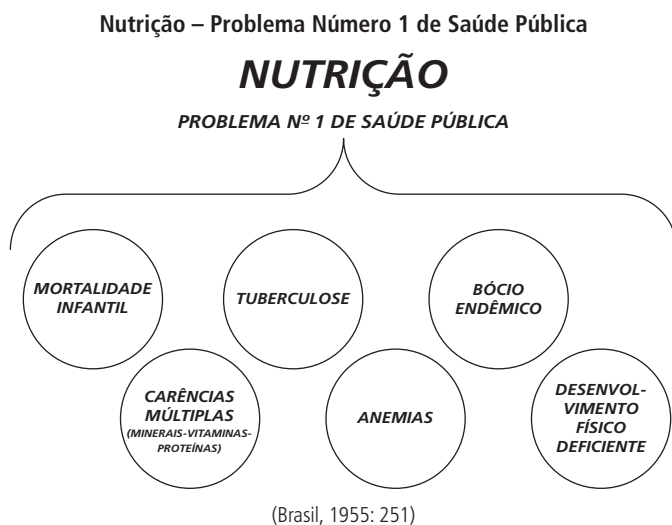 Nutrição – Problema Número 1 de Saúde Pública
NUTRIÇÃO
PROBLEMA Nº 1 DE SAÚDE PÚBLICA
MORTALIDADE
INFANTIL
TUBERCULOSE
BÓCIO
ENDÊMICO
CARÊNCIAS
MÚLTIPLAS
(MINERAIS-VITAMINAS-
PROTEÍNAS)
ANEMIAS
DESENVOL-
VIMENTO
FÍSICO
DEFICIENTE
(Brasil, 1955: 251)